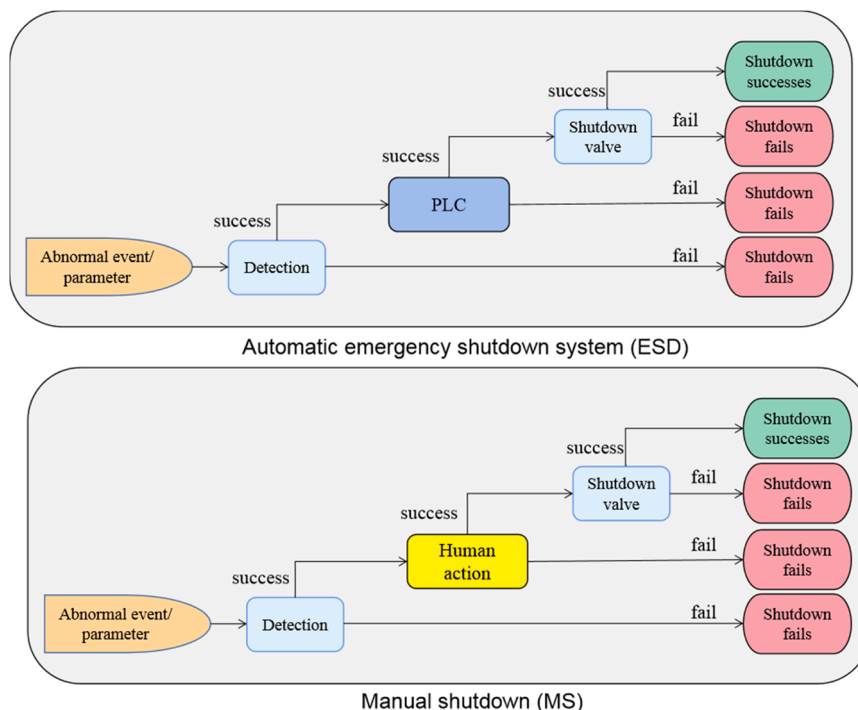 Shutdown
successes
success
Shutdown
valve
fail
Shutdown
fails
success
PLC
fail
Shutdown
fails
success
Abnormal event/
parameter
Detection
fail
Shutdown
fails
Automatic emergency shutdown system (ESD)
Shutdown
successes
success
Shutdown
valve
fail
Shutdown
fails
success
Human
action
fail
Shutdown
fails
success
Abnormal event/
parameter
Detection
fail
Shutdown
fails
Manual shutdown (MS)